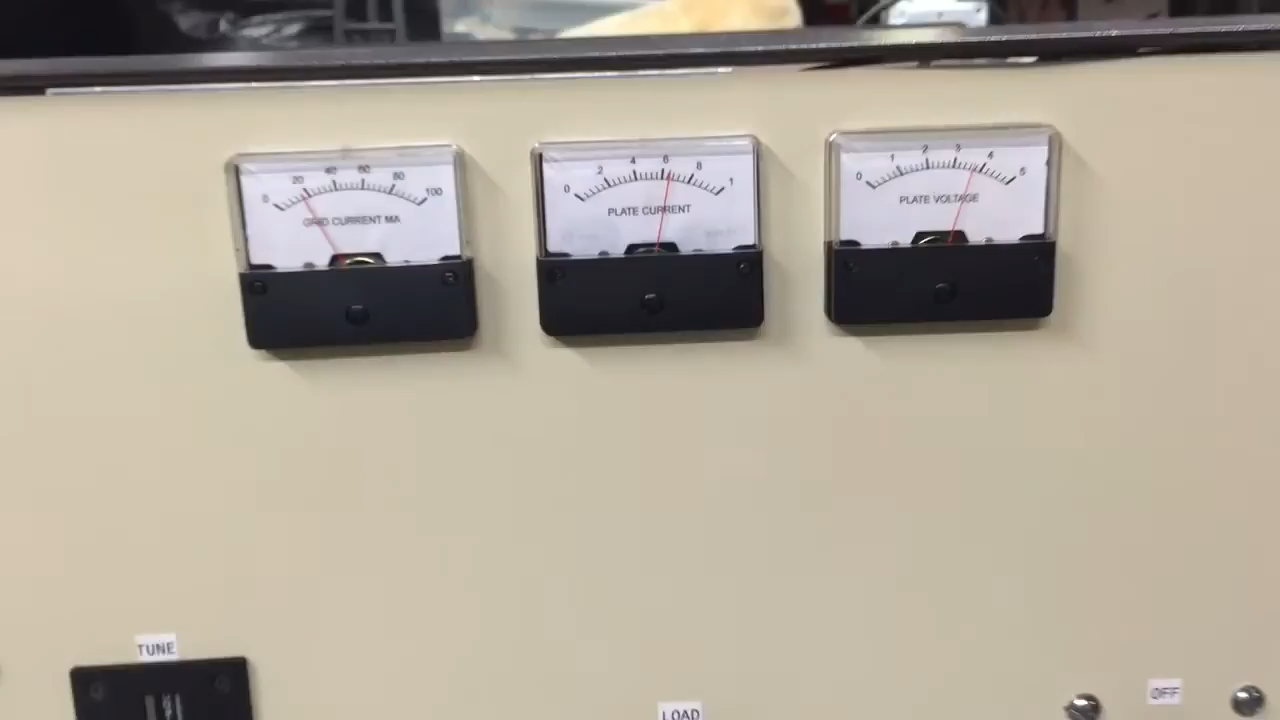 0 20 40 60 80 100
GRID CURRENT MA
0 2 4 6 8 1
PLATE CURRENT
0 1 2 3 4 5
PLATE VOLTAGE
TUNE
LOAD
OFF